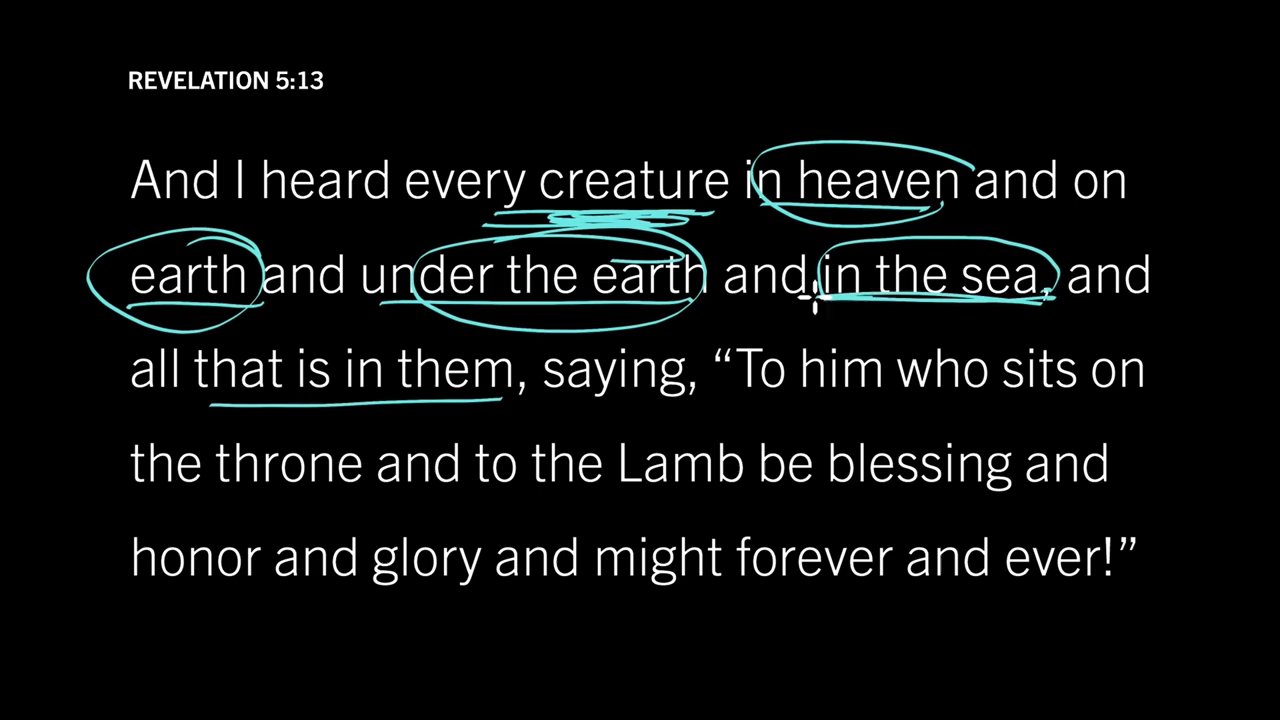 REVELATION 5:13
And I heard every creature in heaven and on
earth and under the earth and in the sea, and
all that is in them, saying, “To him who sits on
the throne and to the Lamb be blessing and
honor and glory and might forever and ever!”